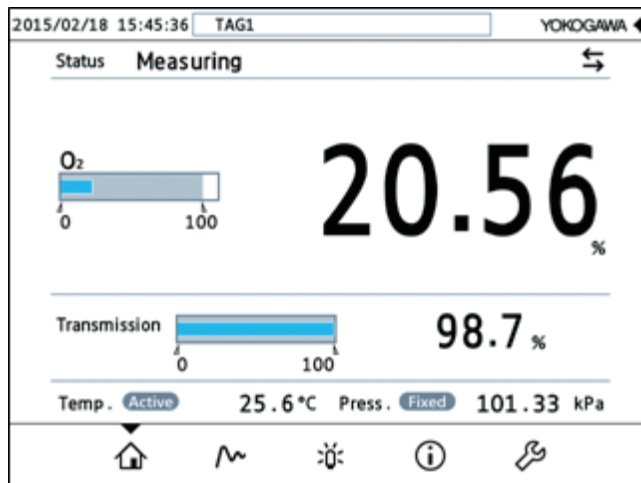 2015/02/18 15:45:36 TAG1 YOKOGAWA
Status Measuring
O₂
0 100
20.56
%
Transmission
0 100
98.7 %
Temp. Active 25.6°C Press. Fixed 101.33 kPa